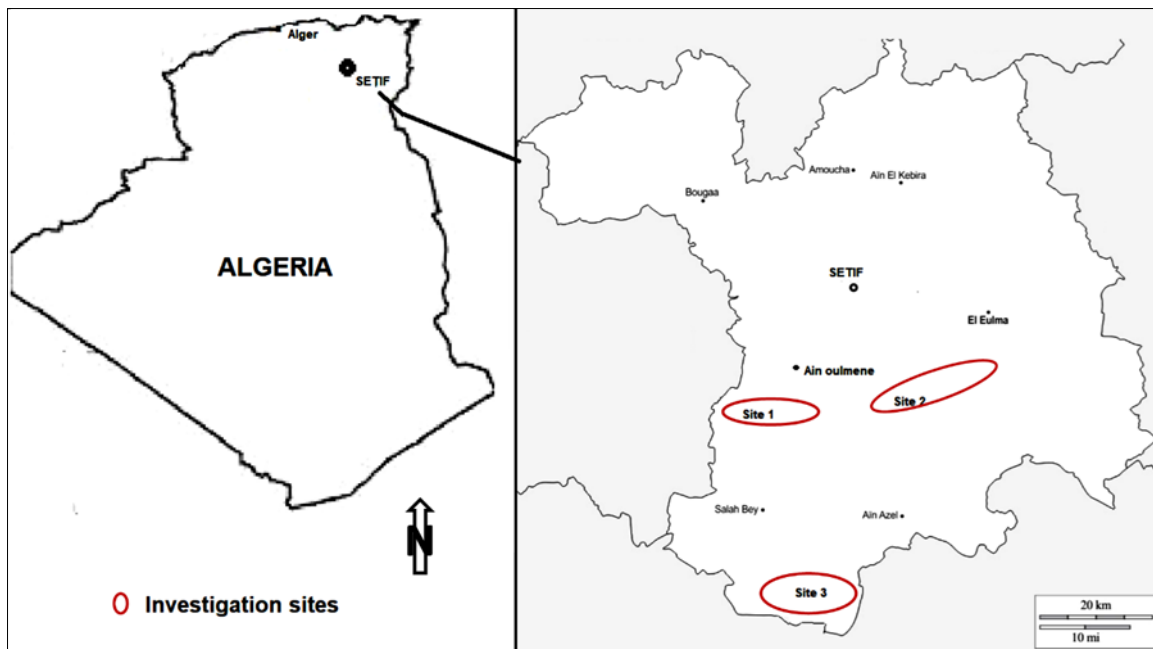 Alger
SETIF
ALGERIA
N
Investigation sites
Amoucha
Ain El Kebira
Bougaa
SETIF
El Eulma
Ain oulmene
Site 2
Site 1
Salah Bey
Aïn Azel
Site 3
20 km
10 mi